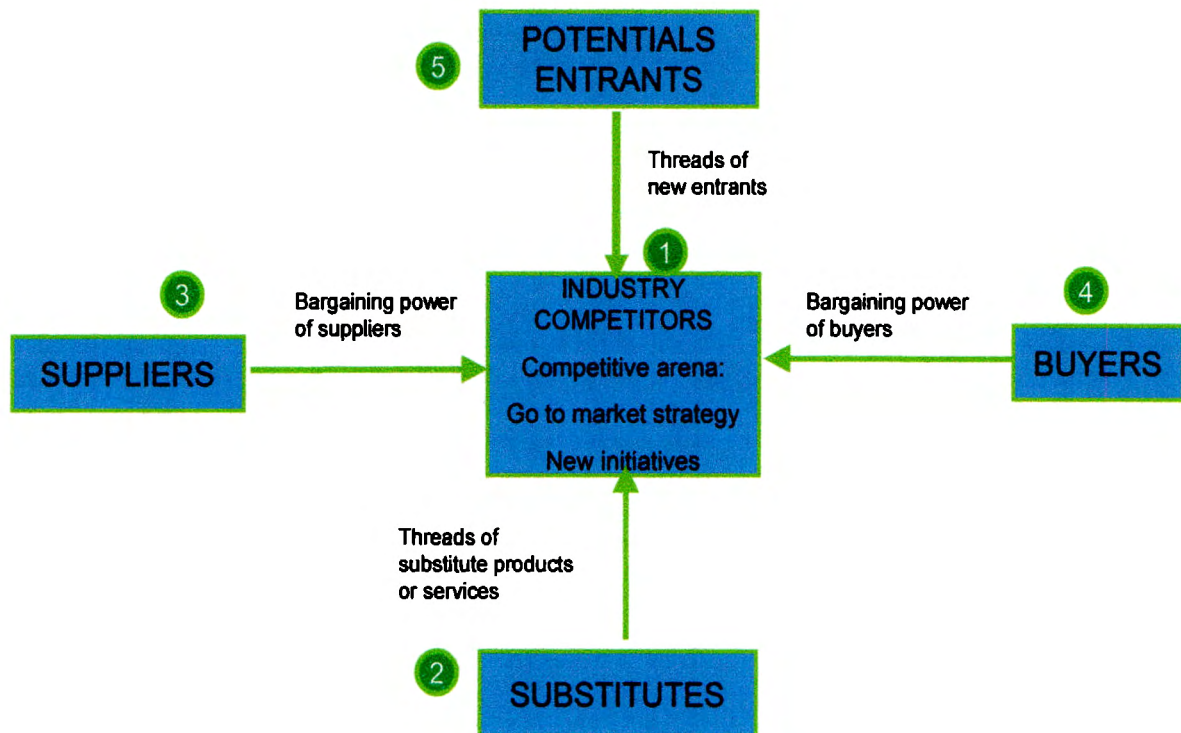 5
POTENTIALS
ENTRANTS
Threads of
new entrants
1
3
Bargaining power
of suppliers
SUPPLIERS
INDUSTRY
COMPETITORS
Competitive arena:
Go to market strategy
New initiatives
Bargaining power
of buyers
4
BUYERS
Threads of
substitute products
or services
2
SUBSTITUTES